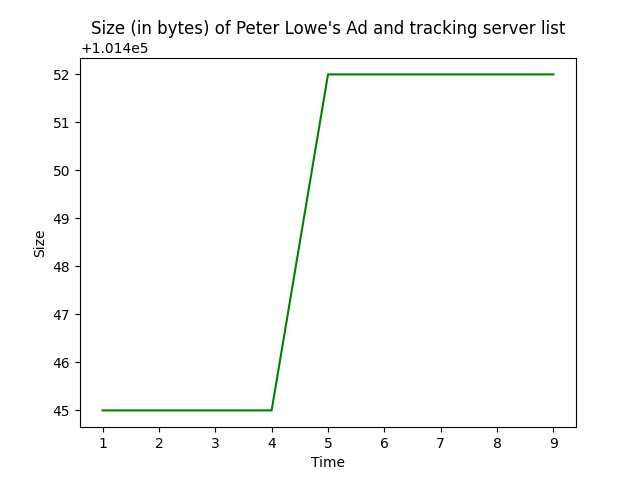 Size (in bytes) of Peter Lowe's Ad and tracking server list
+1.014e5
52
51
50
49
48
47
46
45
Size
1 2 3 4 5 6 7 8 9
Time